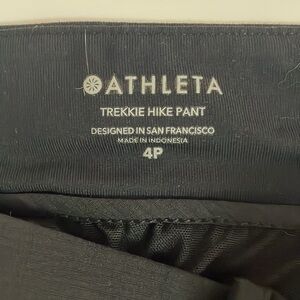 ATHLETA
TREKKIE HIKE PANT
DESIGNED IN SAN FRANCISCO
MADE IN INDONESIA
4P